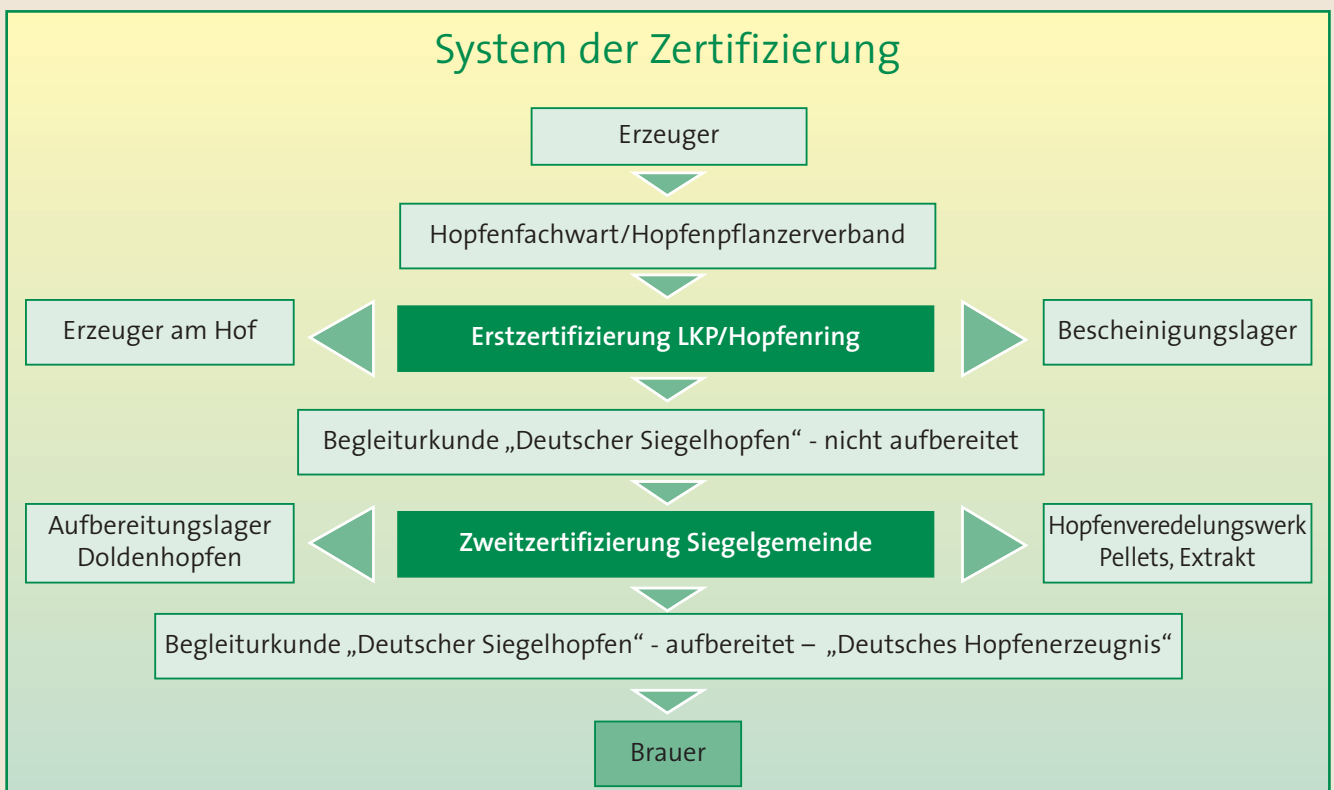 System der Zertifizierung
Erzeuger
Hopfenfachwart/Hopfenpflanzerverband
Erzeuger am Hof
Erstzertifizierung LKP/Hopfenring
Bescheinigungslager
Begleiturkunde „Deutscher Siegelhopfen“ - nicht aufbereitet
Aufbereitungslager
Doldenhopfen
Zweitzertifizierung Siegelgemeinde
Hopfenveredelungswerk
Pellets, Extrakt
Begleiturkunde „Deutscher Siegelhopfen“ - aufbereitet – „Deutsches Hopfenerzeugnis“
Brauer